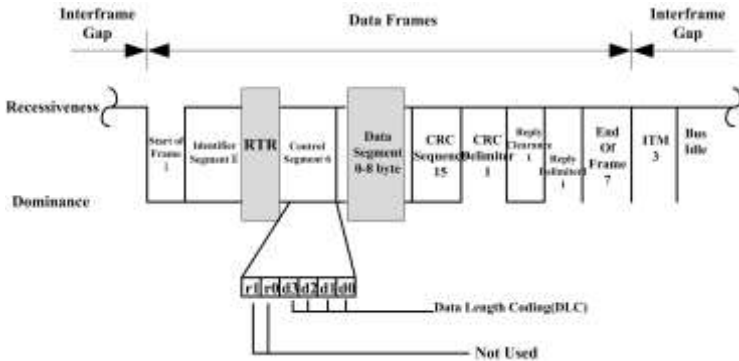 Interframe
Gap
Data Frames
Interframe
Gap
Recessiveness
Start of
Frame
1
Identifier
Segment
RTR
Control
Segment 6
Data
Segment
0-8 byte
CRC
Sequence
15
CRC
Delimiter
1
Reply
Clearance
1
Reply
Delimited
1
End
Of
Frame
7
ITM
3
Bus
Idle
Dominance
r1 r0 d3 d2 d1 d0
Data Length Coding(DLC)
Not Used